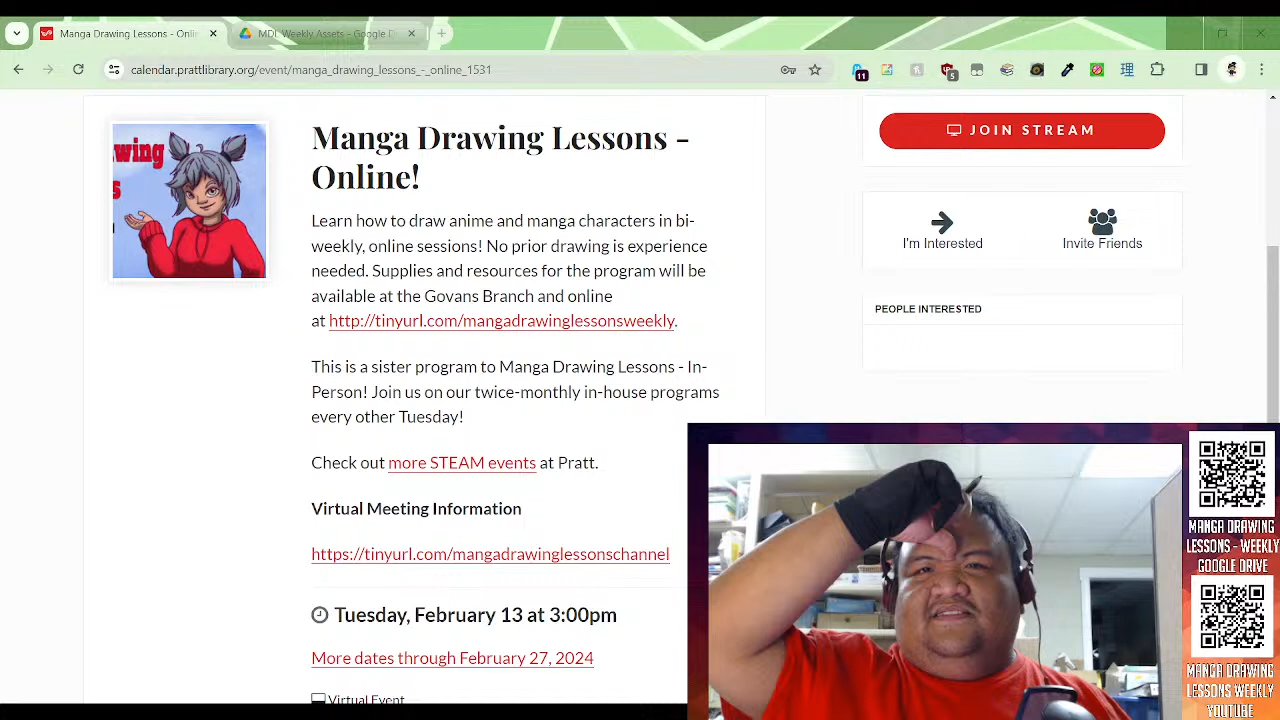 Manga Drawing Lessons - Onlin
MDL Weekly Assets - Google D
calendar.prattlibrary.org/event/manga_drawing_lessons_-_online_1531
11
5
理
wing
s
Manga Drawing Lessons -
Online!
Learn how to draw anime and manga characters in bi-
weekly, online sessions! No prior drawing is experience
needed. Supplies and resources for the program will be
available at the Govans Branch and online
at http://tinyurl.com/mangadrawinglessonsweekly.
This is a sister program to Manga Drawing Lessons - In-
Person! Join us on our twice-monthly in-house programs
every other Tuesday!
Check out more STEAM events at Pratt.
Virtual Meeting Information
https://tinyurl.com/mangadrawinglessonschannel
Tuesday, February 13 at 3:00pm
More dates through February 27, 2024
Virtual Event
JOIN STREAM
I'm Interested
Invite Friends
PEOPLE INTERESTED
MANGA DRAWING
LESSONS - WEEKLY
GOOGLE DRIVE
MANGA DRAWING
LESSONS WEEKLY
YOUTUBE